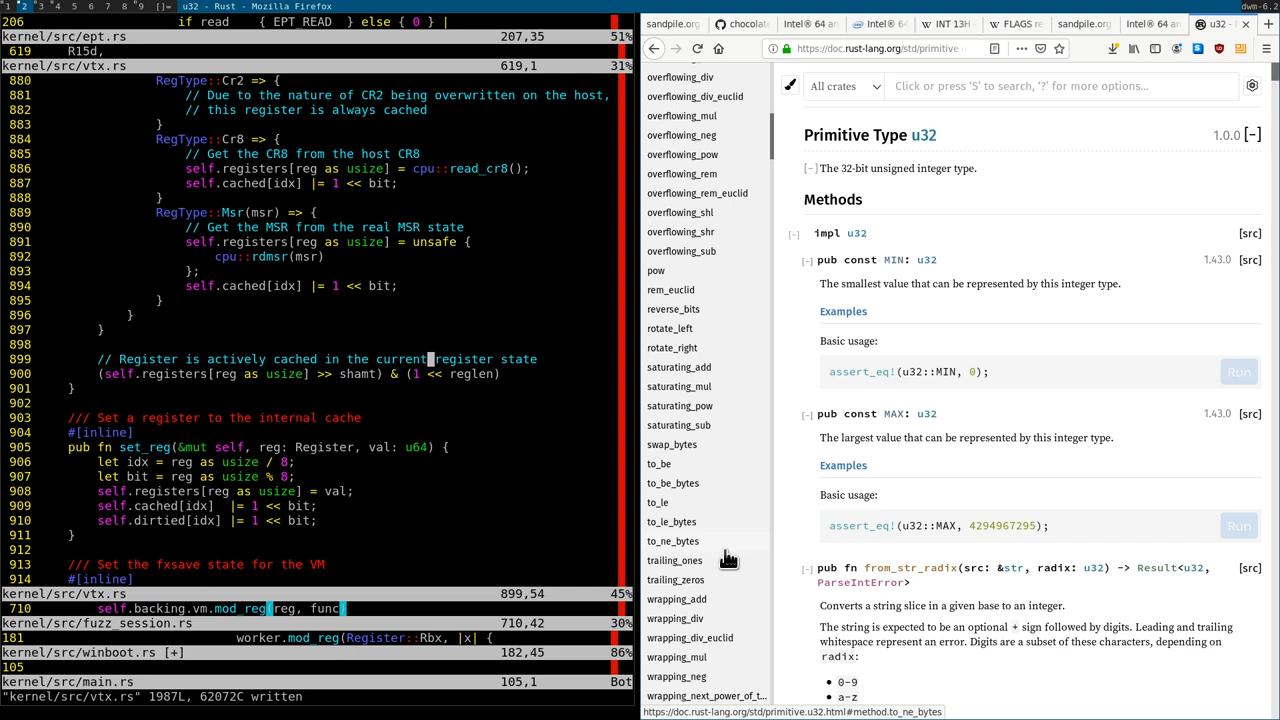 1 2 3 4 5 6 7 8 9 []= u32 - Rust - Mozilla Firefox dwm-6.2
206 if read { EPT_READ } else { 0 } |
kernel/src/ept.rs 207,35 51%
619 R15d,
kernel/src/vtx.rs 619,1 31%
880 RegType::Cr2 => {
881 // Due to the nature of CR2 being overwritten on the host,
882 // this register is always cached
883 }
884 RegType::Cr8 => {
885 // Get the CR8 from the host CR8
886 self.registers[reg as usize] = cpu::read_cr8();
887 self.cached[idx] |= 1 << bit;
888 }
889 RegType::Msr(msr) => {
890 // Get the MSR from the real MSR state
891 self.registers[reg as usize] = unsafe {
892 cpu::rdmsr(msr)
893 };
894 self.cached[idx] |= 1 << bit;
895 }
896 }
897 }
898
899 // Register is actively cached in the current register state
900 (self.registers[reg as usize] >> shamt) & (1 << reglen)
901 }
902
903 /// Set a register to the internal cache
904 #[inline]
905 pub fn set_reg(&mut self, reg: Register, val: u64) {
906 let idx = reg as usize / 8;
907 let bit = reg as usize % 8;
908 self.registers[reg as usize] = val;
909 self.cached[idx] |= 1 << bit;
910 self.dirtied[idx] |= 1 << bit;
911 }
912
913 /// Set the fxsave state for the VM
914 #[inline]
kernel/src/vtx.rs 899,54 45%
710 self.backing.vm.mod_reg(reg, func)
kernel/src/fuzz_session.rs 710,42 30%
181 worker.mod_reg(Register::Rbx, |x| {
kernel/src/winboot.rs [+] 182,45 86%
105
kernel/src/main.rs 105,1 Bot
"kernel/src/vtx.rs" 1987L, 62072C written
sandpile.org chocolate Intel® 64 an Intel® 64 WINT 13H - FLAGS re sandpile.org Intel® 64 an u32 - ×
https://doc.rust-lang.org/std/primitive.
overflowing_div
overflowing_div_euclid
overflowing_mul
overflowing_neg
overflowing_pow
overflowing_rem
overflowing_rem_euclid
overflowing_shl
overflowing_shr
overflowing_sub
pow
rem_euclid
reverse_bits
rotate_left
rotate_right
saturating_add
saturating_mul
saturating_pow
saturating_sub
swap_bytes
to_be
to_be_bytes
to_le
to_le_bytes
to_ne_bytes
trailing_ones
trailing_zeros
wrapping_add
wrapping_div
wrapping_div_euclid
wrapping_mul
wrapping_neg
wrapping_next_power_of_t...
All crates Click or press 'S' to search, '?' for more options...
Primitive Type u32 1.0.0 [-]
[-] The 32-bit unsigned integer type.
Methods
[-] impl u32 [src]
[-] pub const MIN: u32 1.43.0 [src]
The smallest value that can be represented by this integer type.
Examples
Basic usage:
assert_eq!(u32::MIN, 0); Run
[-] pub const MAX: u32 1.43.0 [src]
The largest value that can be represented by this integer type.
Examples
Basic usage:
assert_eq!(u32::MAX, 4294967295); Run
[-] pub fn from_str_radix(src: &str, radix: u32) -> Result<u32, [src]
ParseIntError>
Converts a string slice in a given base to an integer.
The string is expected to be an optional + sign followed by digits. Leading and trailing
whitespace represent an error. Digits are a subset of these characters, depending on
radix:
• 0-9
• a-z
https://doc.rust-lang.org/std/primitive.u32.html#method.to_ne_bytes